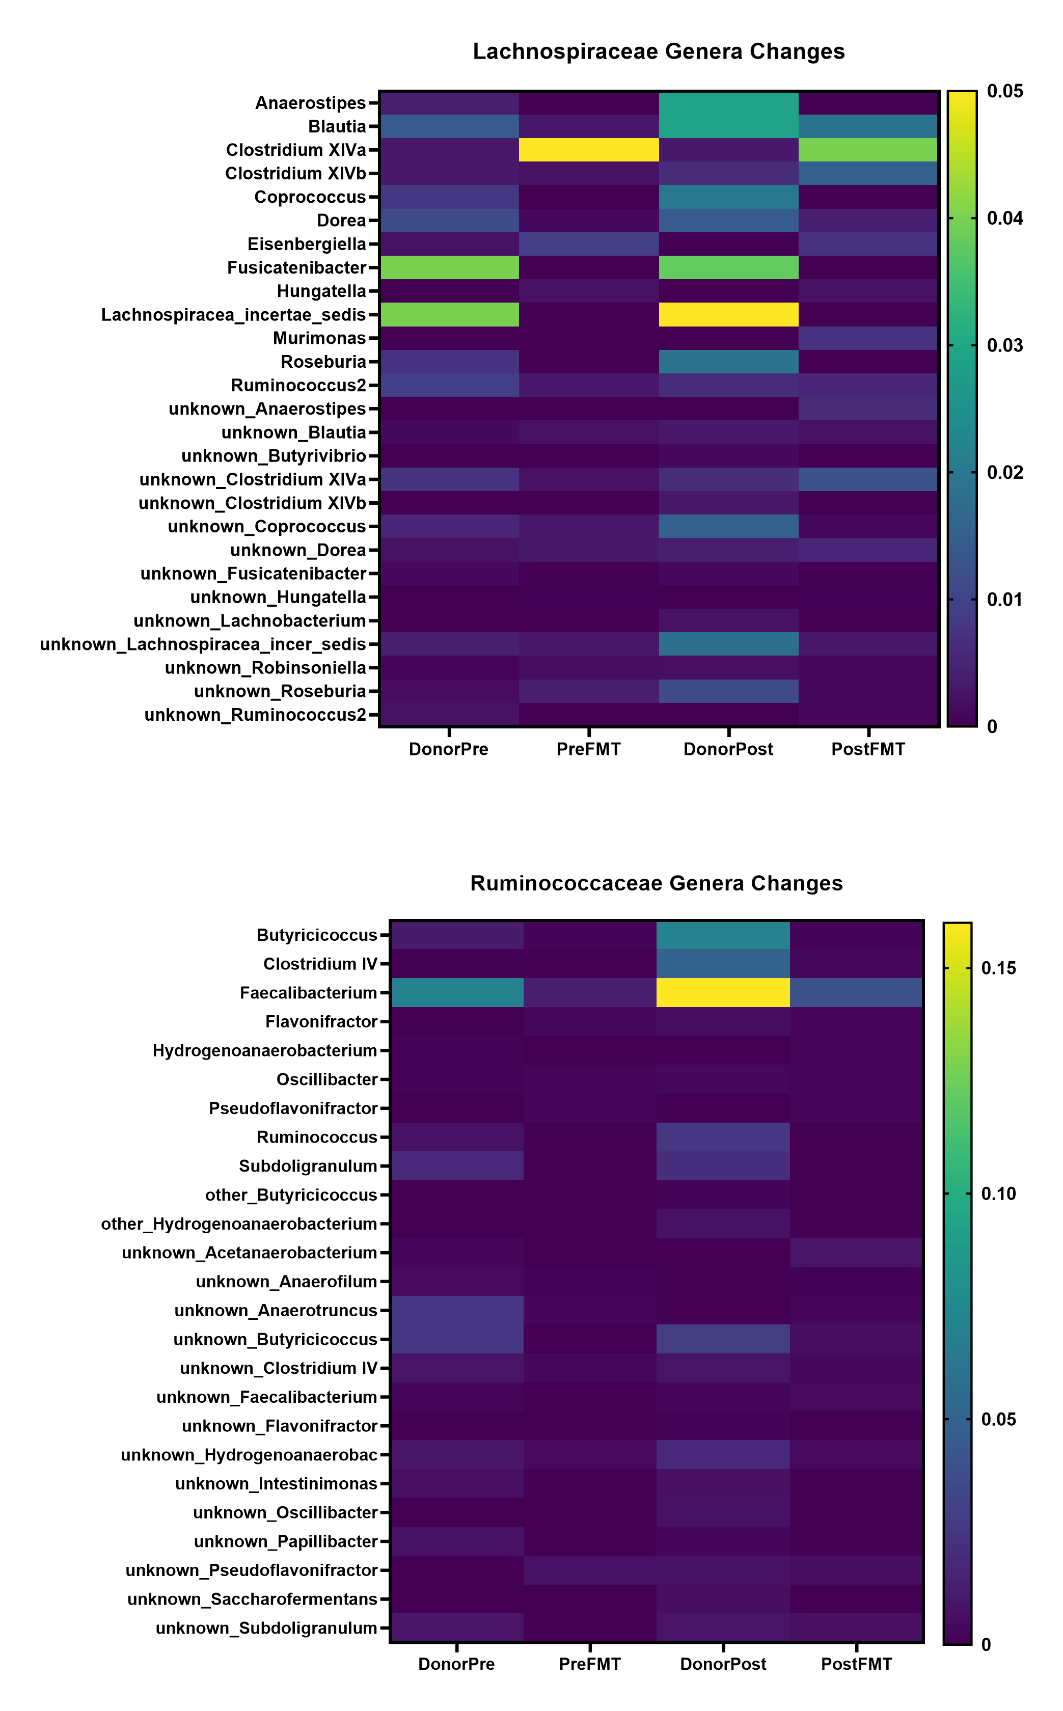 Lachnospiraceae Genera Changes
Anaerostipes
Blautia
Clostridium XIVa
Clostridium XIVb
Coprococcus
Dorea
Eisenbergiella
Fusicatenibacter
Hungatella
Lachnospiracea_incertae_sedis
Murimonas
Roseburia
Ruminococcus2
unknown_Anaerostipes
unknown_Blautia
unknown_Butyrivibrio
unknown_Clostridium XIVa
unknown_Clostridium XIVb
unknown_Coprococcus
unknown_Dorea
unknown_Fusicatenibacter
unknown_Hungatella
unknown_Lachnobacterium
unknown_Lachnospiracea_incer_sedis
unknown_Robinsoniella
unknown_Roseburia
unknown_Ruminococcus2
DonorPre PreFMT DonorPost PostFMT
0.05
0.04
0.03
0.02
0.01
0
Ruminococcaceae Genera Changes
Butyricicoccus
Clostridium IV
Faecalibacterium
Flavonifractor
Hydrogenoanaerobacterium
Oscillibacter
Pseudoflavonifractor
Ruminococcus
Subdoligranulum
other_Butyricicoccus
other_Hydrogenoanaerobacterium
unknown_Acetanaerobacterium
unknown_Anaerofilum
unknown_Anaerotruncus
unknown_Butyricicoccus
unknown_Clostridium IV
unknown_Faecalibacterium
unknown_Flavonifractor
unknown_Hydrogenoanaerobac
unknown_Intestinimonas
unknown_Oscillibacter
unknown_Papillibacter
unknown_Pseudoflavonifractor
unknown_Saccharofermentans
unknown_Subdoligranulum
DonorPre PreFMT DonorPost PostFMT
0.15
0.10
0.05
0